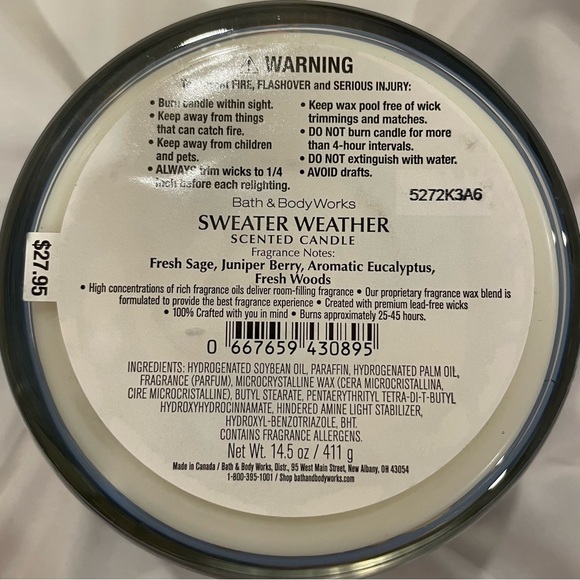 ⚠ WARNING
FIRE, FLASHOVER and SERIOUS INJURY:
• Burn candle within sight.
• Keep away from things
that can catch fire.
• Keep away from children
and pets.
• ALWAYS trim wicks to 1/4
inch before each relighting.
• Keep wax pool free of wick
trimmings and matches.
• DO NOT burn candle for more
than 4-hour intervals.
• DO NOT extinguish with water.
• AVOID drafts.
5272K3A6
Bath & Body Works
SWEATER WEATHER
SCENTED CANDLE
Fragrance Notes:
Fresh Sage, Juniper Berry, Aromatic Eucalyptus,
Fresh Woods
• High concentrations of rich fragrance oils deliver room-filling fragrance • Our proprietary fragrance wax blend is
formulated to provide the best fragrance experience • Created with premium lead-free wicks
• 100% Crafted with you in mind • Burns approximately 25-45 hours.
$27.95
0 667659 430895
INGREDIENTS: HYDROGENATED SOYBEAN OIL, PARAFFIN, HYDROGENATED PALM OIL,
FRAGRANCE (PARFUM), MICROCRYSTALLINE WAX (CERA MICROCRISTALLINA,
CIRE MICROCRISTALLINE), BUTYL STEARATE, PENTAERYTHRITYL TETRA-DI-T-BUTYL
HYDROXYHYDROCINNAMATE, HINDERED AMINE LIGHT STABILIZER,
HYDROXYL-BENZOTRIAZOLE, BHT.
CONTAINS FRAGRANCE ALLERGENS.
Net Wt. 14.5 oz / 411 g
Made in Canada / Bath & Body Works, Distr., 95 West Main Street, New Albany, OH 43054
1-800-395-1001 / Shop bathandbodyworks.com